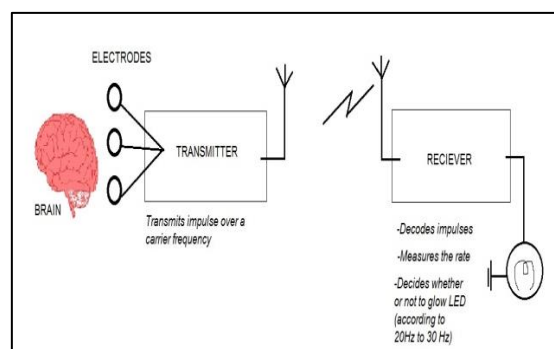 ELECTRODES
BRAIN
TRANSMITTER
Transmits impulse over a
carrier frequency
RECIEVER
-Decodes impulses
-Measures the rate
-Decides whether
or not to glow LED
(according to
20Hz to 30 Hz)